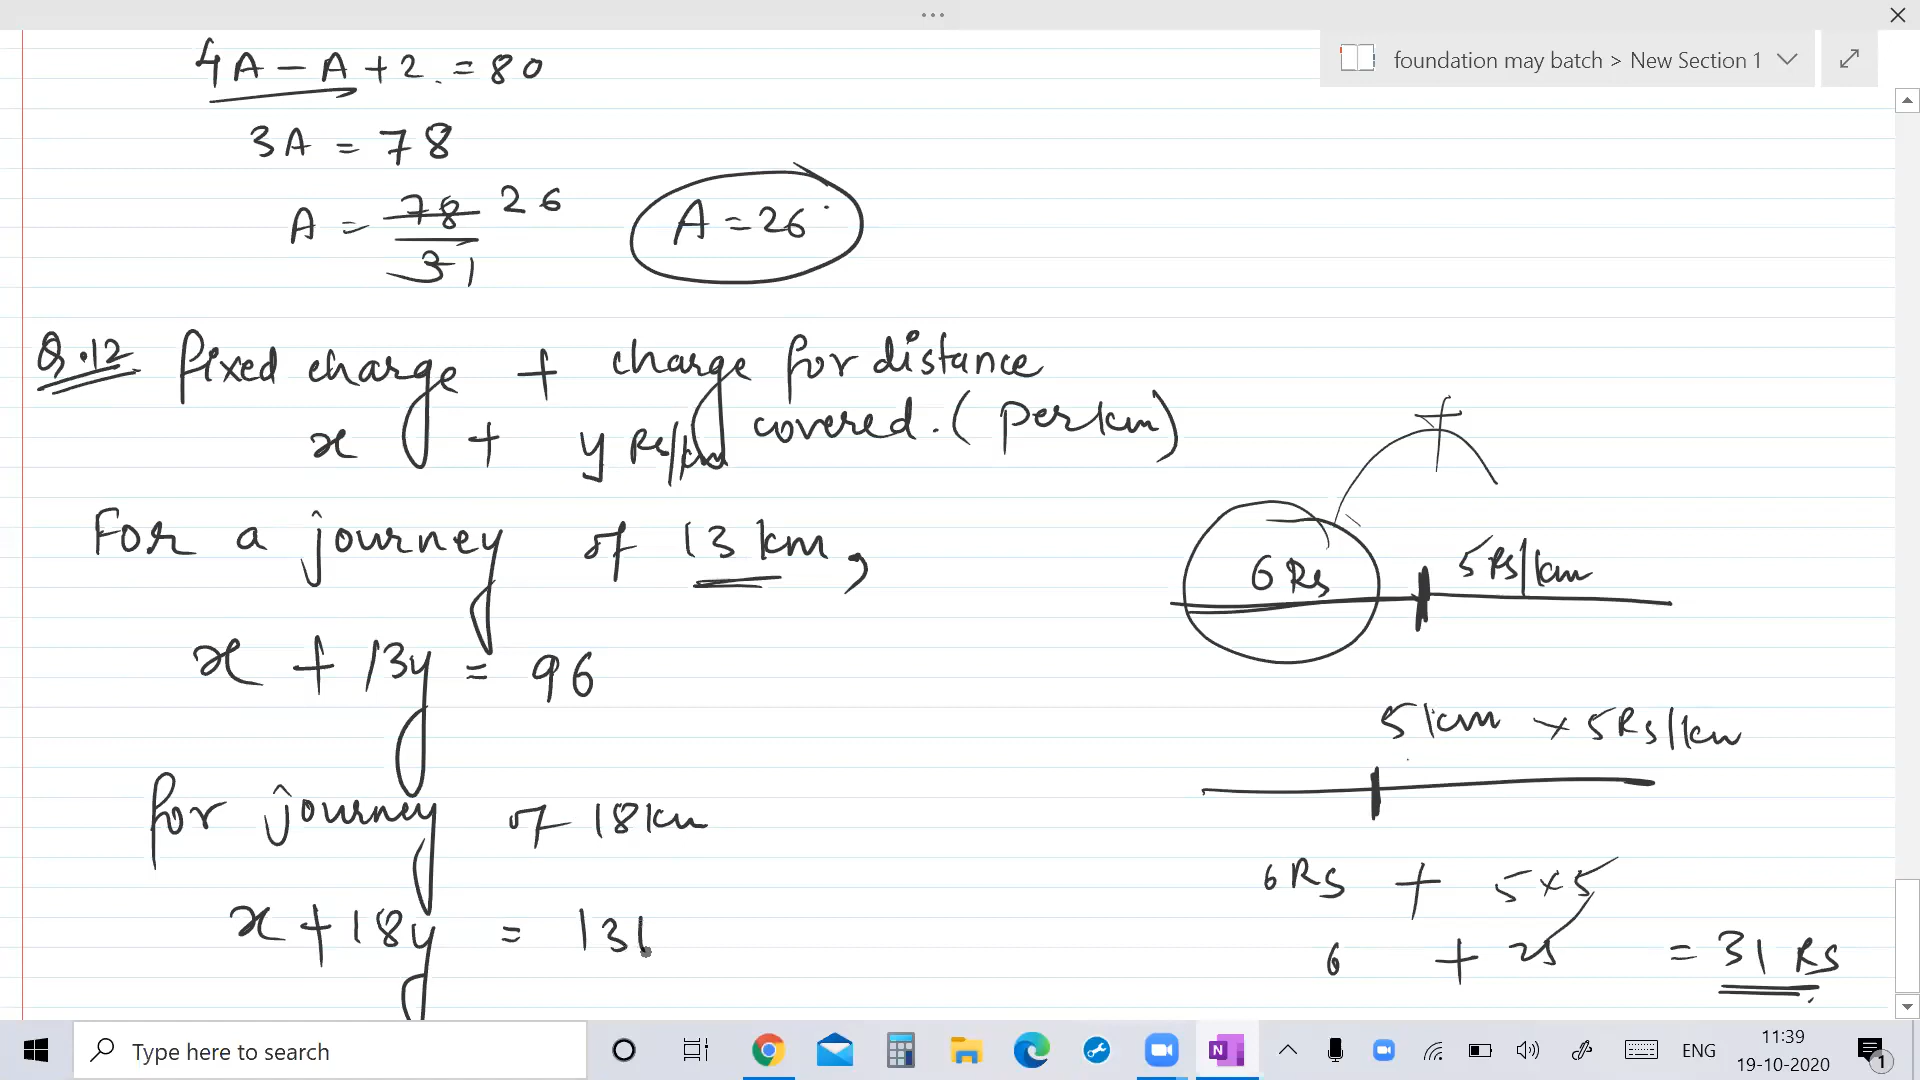 4A - A + 2 = 80
foundation may batch > New Section 1
3A = 78
A = 78/3 26 1
A = 26
Q.12 fixed charge + charge for distance
covered. (per km)
x + y Rs/km
For a journey of 13 km,
x + 13y = 96
for journey of 18 km
x + 18y = 131
6 Rs 5 Rs/km
5 km × 5 Rs/km
6 Rs + 5 × 5
6 + 25 = 31 Rs
Type here to search
ENG
11:39
19-10-2020
1